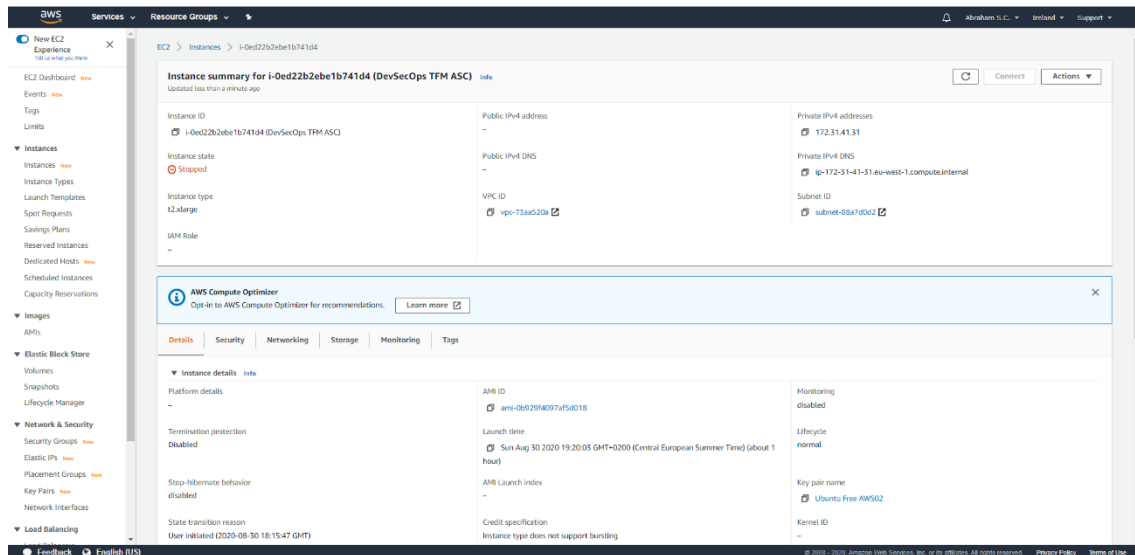 aws Services Resource Groups Abraham S.C. Ireland Support
New EC2
Experience
Tell us what you think
EC2 Dashboard New
Events New
Tags
Limits
Instances
Instances New
Instance Types
Launch Templates
Spot Requests
Savings Plans
Reserved Instances
Dedicated Hosts New
Scheduled Instances
Capacity Reservations
Images
AMIs
Elastic Block Store
Volumes
Snapshots
Lifecycle Manager
Network & Security
Security Groups New
Elastic IPs New
Placement Groups New
Key Pairs New
Network Interfaces
Load Balancing
EC2 > Instances > i-0ed22b2ebe1b741d4
Instance summary for i-0ed22b2ebe1b741d4 (DevSecOps TFM ASC) Info
Updated less than a minute ago
Connect Actions
Instance ID
i-0ed22b2ebe1b741d4 (DevSecOps TFM ASC)
Public IPv4 address
–
Private IPv4 addresses
172.31.41.31
Instance state
Stopped
Public IPv4 DNS
–
Private IPv4 DNS
ip-172-31-41-31.eu-west-1.compute.internal
Instance type
t2.xlarge
VPC ID
vpc-73aa520a
Subnet ID
subnet-88a7d0d2
IAM Role
–
AWS Compute Optimizer
Opt-in to AWS Compute Optimizer for recommendations. Learn more
Details Security Networking Storage Monitoring Tags
Instance details Info
Platform details
–
AMI ID
ami-0b929f4097af5d018
Monitoring
disabled
Termination protection
Disabled
Launch time
Sun Aug 30 2020 19:20:03 GMT+0200 (Central European Summer Time) (about 1
hour)
Lifecycle
normal
Stop-hibernate behavior
disabled
AMI Launch index
–
Key pair name
Ubuntu Free AWS02
State transition reason
User initiated (2020-08-30 18:15:47 GMT)
Credit specification
Instance type does not support bursting
Kernel ID
–
Feedback English (US) © 2008 - 2020, Amazon Web Services, Inc. or its affiliates. All rights reserved. Privacy Policy Terms of Use